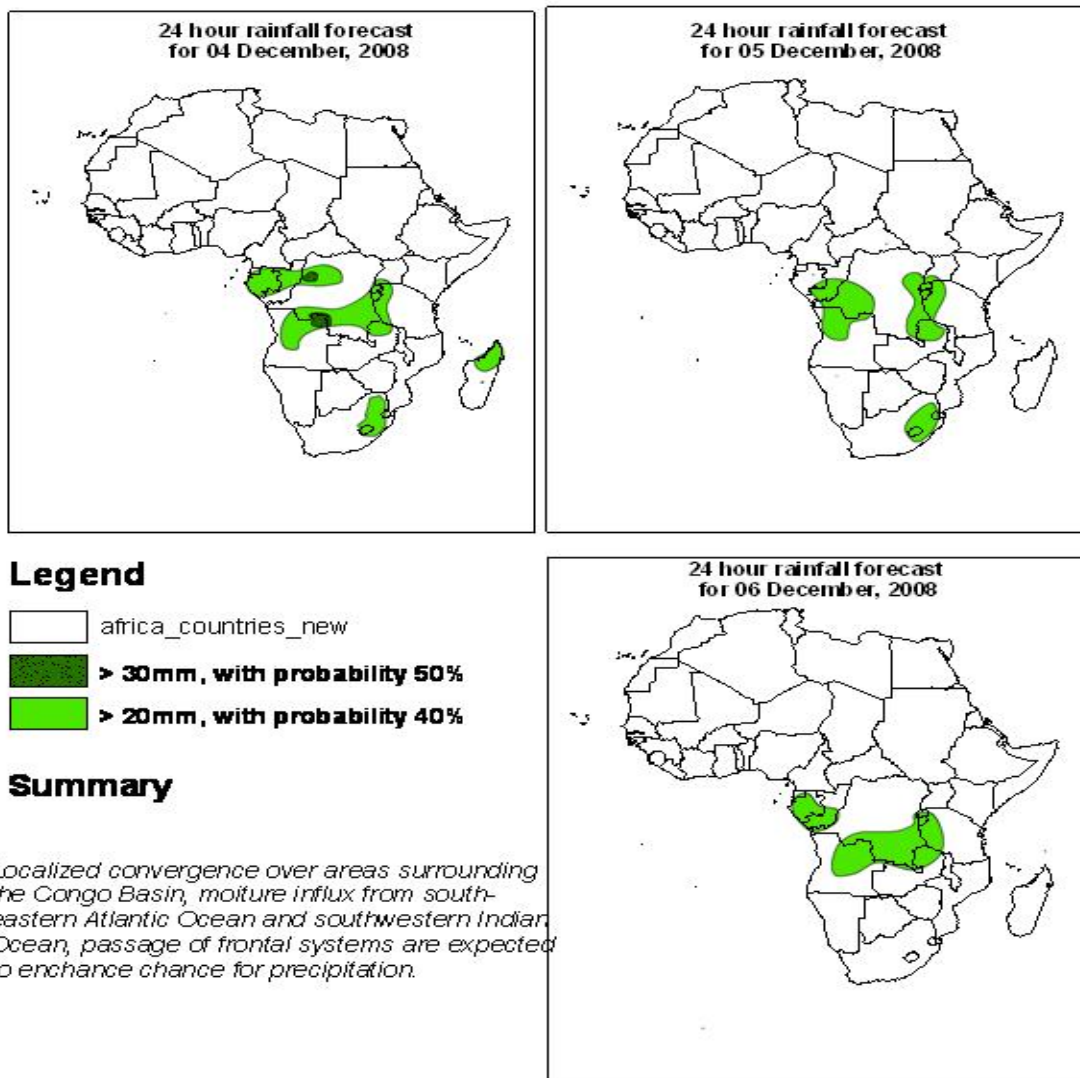 24 hour rainfall forecast
for 04 December, 2008
24 hour rainfall forecast
for 05 December, 2008
Legend
africa_countries_new
> 30mm, with probability 50%
> 20mm, with probability 40%
Summary
ocalized convergence over areas surrounding
he Congo Basin, moiture influx from south-
eastern Atlantic Ocean and southwestern Indian
Ocean, passage of frontal systems are expected
o enchance chance for precipitation.
24 hour rainfall forecast
for 06 December, 2008